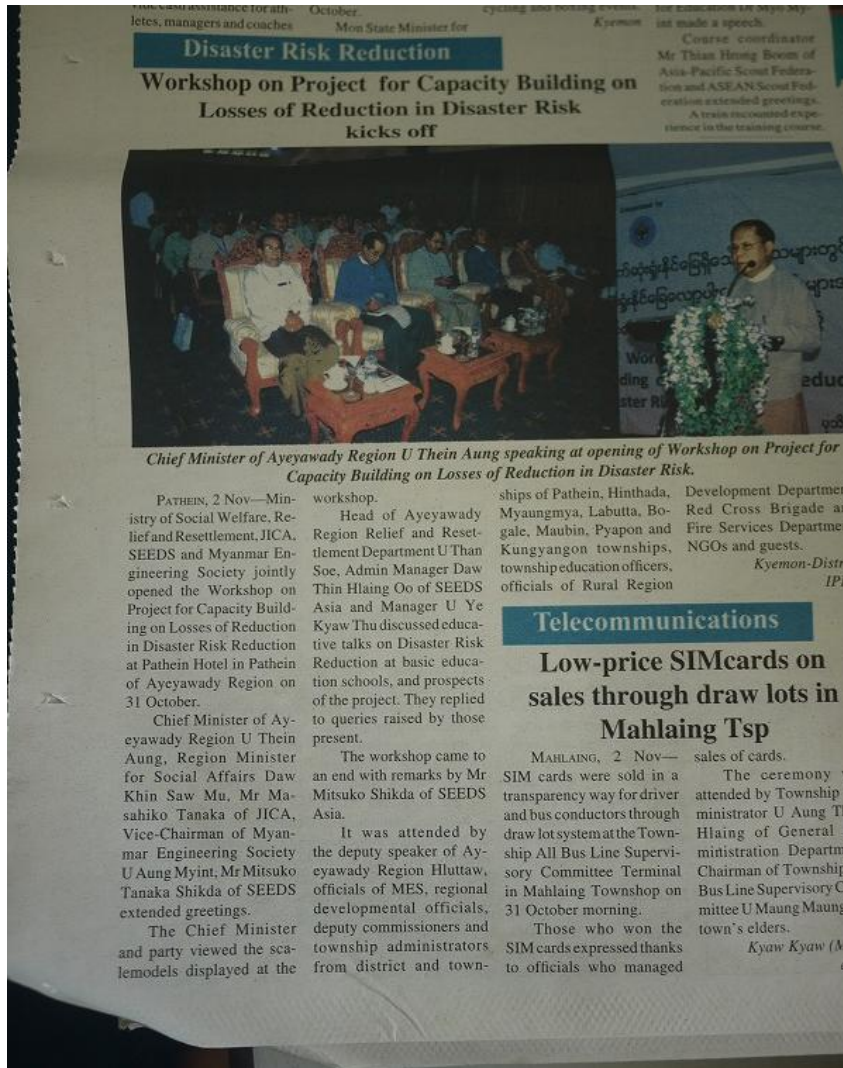 letes, managers and coaches
October.
Mon State Minister for
Kyemon
int made a speech.
Course coordinator
Mr Thian Hiong Boom of
Asia-Pacific Scout Federa-
tion and ASEAN Scout Fed-
eration extended greetings.
A train recounted expe-
rience in the training course.
Disaster Risk Reduction
Workshop on Project for Capacity Building on
Losses of Reduction in Disaster Risk
kicks off
Chief Minister of Ayeyawady Region U Thein Aung speaking at opening of Workshop on Project for
Capacity Building on Losses of Reduction in Disaster Risk.
PATHEIN, 2 Nov—Min-
istry of Social Welfare, Re-
lief and Resettlement, JICA,
SEEDS and Myanmar En-
gineering Society jointly
opened the Workshop on
Project for Capacity Build-
ing on Losses of Reduction
in Disaster Risk Reduction
at Pathein Hotel in Pathein
of Ayeyawady Region on
31 October.
Chief Minister of Ay-
eyawady Region U Thein
Aung, Region Minister
for Social Affairs Daw
Khin Saw Mu, Mr Ma-
sahiko Tanaka of JICA,
Vice-Chairman of Myan-
mar Engineering Society
U Aung Myint, Mr Mitsuko
Tanaka Shikda of SEEDS
extended greetings.
The Chief Minister
and party viewed the sca-
lemodels displayed at the
workshop.
Head of Ayeyawady
Region Relief and Reset-
tlement Department U Than
Soe, Admin Manager Daw
Thin Hlaing Oo of SEEDS
Asia and Manager U Ye
Kyaw Thu discussed educa-
tive talks on Disaster Risk
Reduction at basic educa-
tion schools, and prospects
of the project. They replied
to queries raised by those
present.
The workshop came to
an end with remarks by Mr
Mitsuko Shikda of SEEDS
Asia.
It was attended by
the deputy speaker of Ay-
eyawady Region Hluttaw,
officials of MES, regional
developmental officials,
deputy commissioners and
township administrators
from district and town-
ships of Pathein, Hinthada,
Myaungmya, Labutta, Bo-
gale, Maubin, Pyapon and
Kungyangon townships,
township education officers,
officials of Rural Region
Development Departme
Red Cross Brigade a
Fire Services Departme
NGOs and guests.
Kyemon-Distr
IP
Telecommunications
Low-price SIMcards on
sales through draw lots in
Mahlaing Tsp
MAHLAING, 2 Nov—
SIM cards were sold in a
transparency way for driver
and bus conductors through
draw lot system at the Town-
ship All Bus Line Supervi-
sory Committee Terminal
in Mahlaing Townshop on
31 October morning.
Those who won the
SIM cards expressed thanks
to officials who managed
sales of cards.
The ceremony
attended by Township
ministrator U Aung T
Hlaing of General
ministration Departm
Chairman of Township
Bus Line Supervisory C
mittee U Maung Maung
town's elders.
Kyaw Kyaw (M